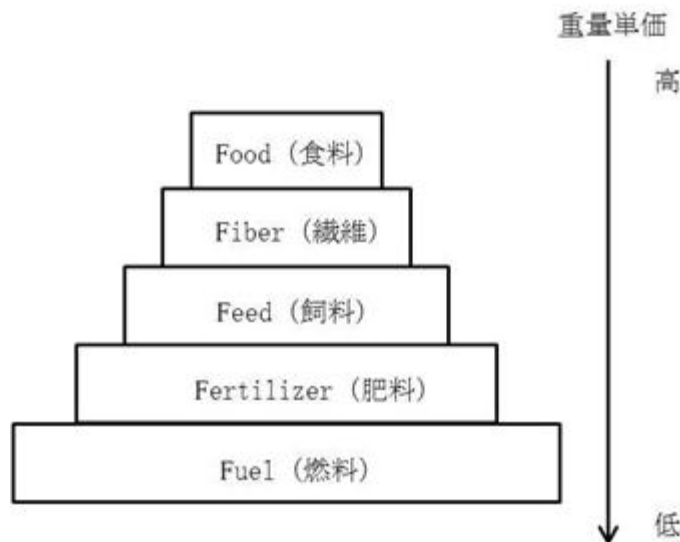 重量単価
高
Food (食料)
Fiber (繊維)
Feed (飼料)
Fertilizer (肥料)
Fuel (燃料)
低